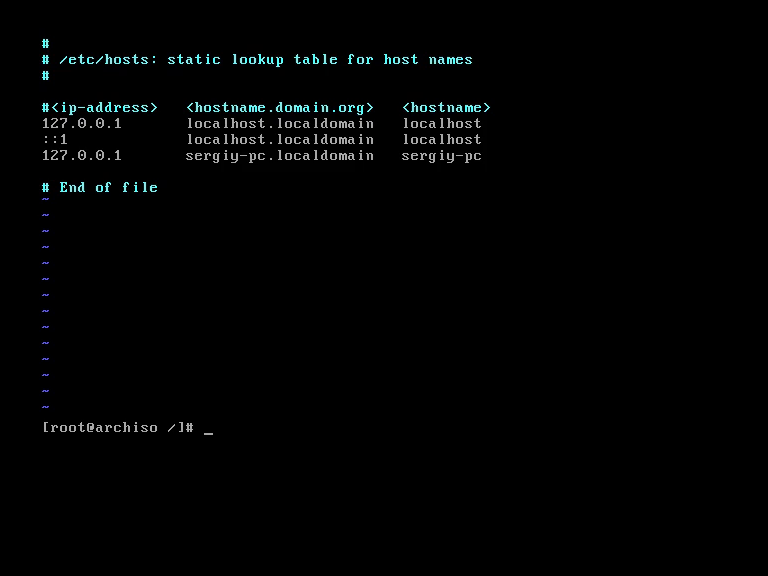 #
# /etc/hosts: static lookup table for host names
#
#<ip-address>   <hostname.domain.org>   <hostname>
127.0.0.1       localhost.localdomain   localhost
::1             localhost.localdomain   localhost
127.0.0.1       sergiy-pc.localdomain   sergiy-pc
# End of file
~
~
~
~
~
~
~
~
~
~
~
~
~
~
[root@archiso /]# _